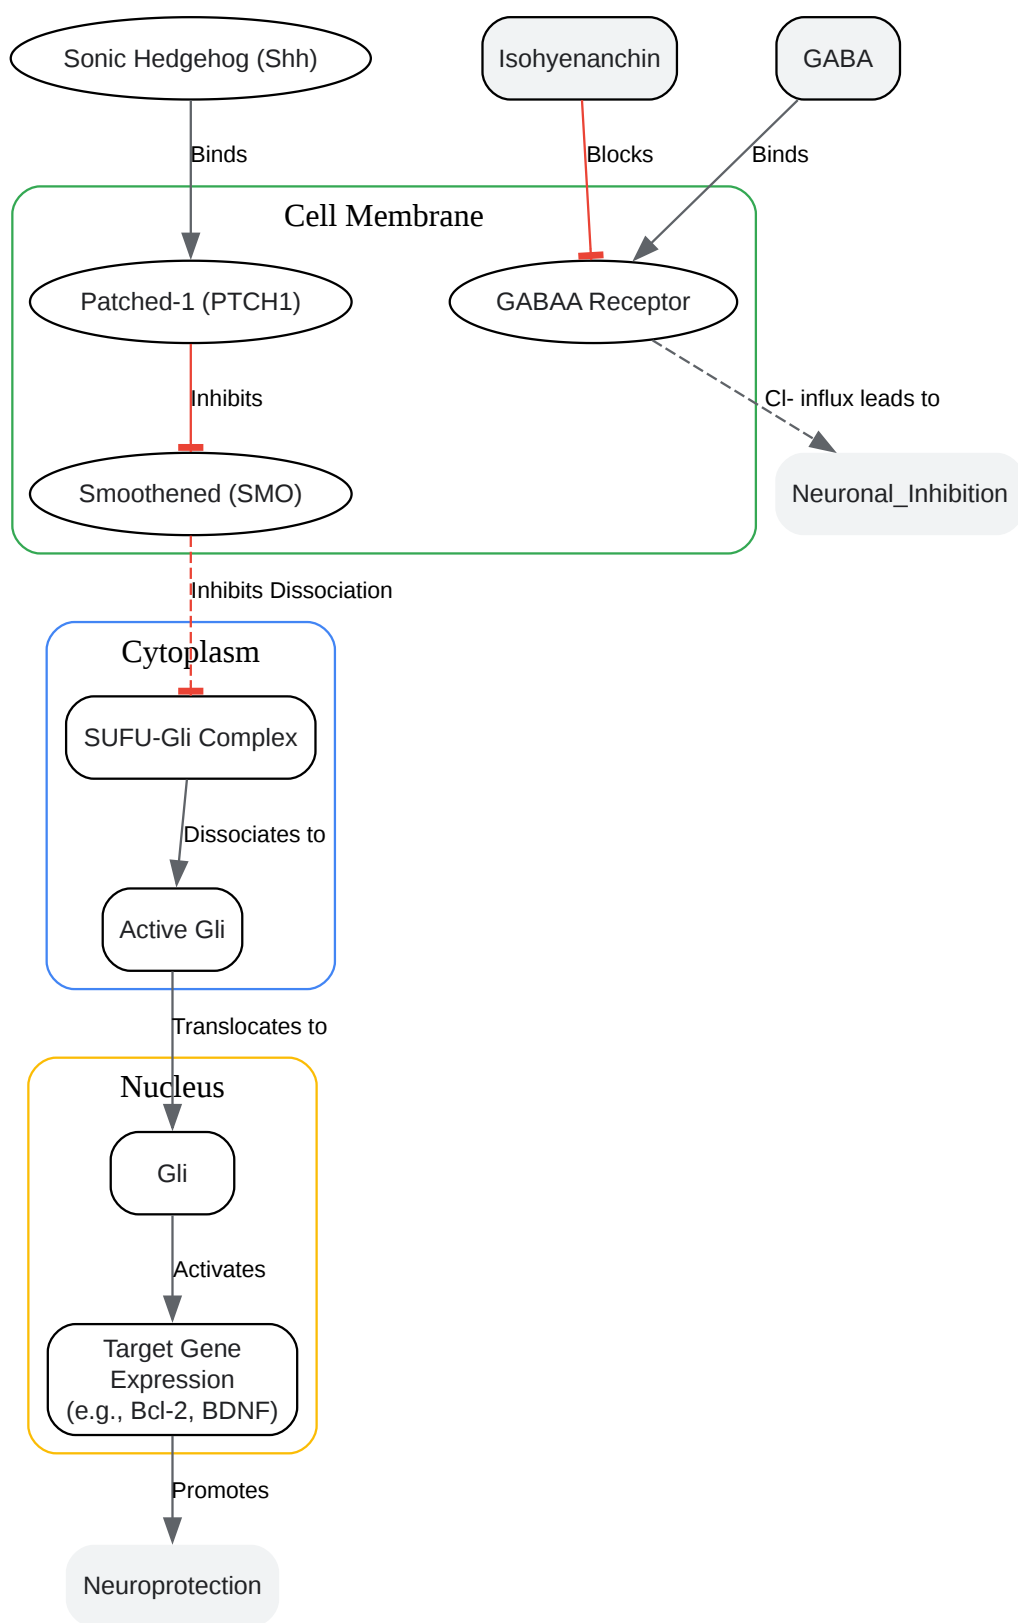 Sonic Hedgehog (Shh)
Isohyenanchin
GABA
Binds
Blocks
Binds
Cell Membrane
Patched-1 (PTCH1)
GABAA Receptor
Inhibits
Cl- influx leads to
Smoothened (SMO)
Neuronal_Inhibition
Inhibits Dissociation
Cytoplasm
SUFU-Gli Complex
Dissociates to
Active Gli
Translocates to
Nucleus
Gli
Activates
Target Gene
Expression
(e.g., Bcl-2, BDNF)
Promotes
Neuroprotection